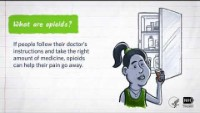 What are opioids?
If people follow their doctor's
instructions and take the right
amount of medicine, opioids
can help their pain go away.